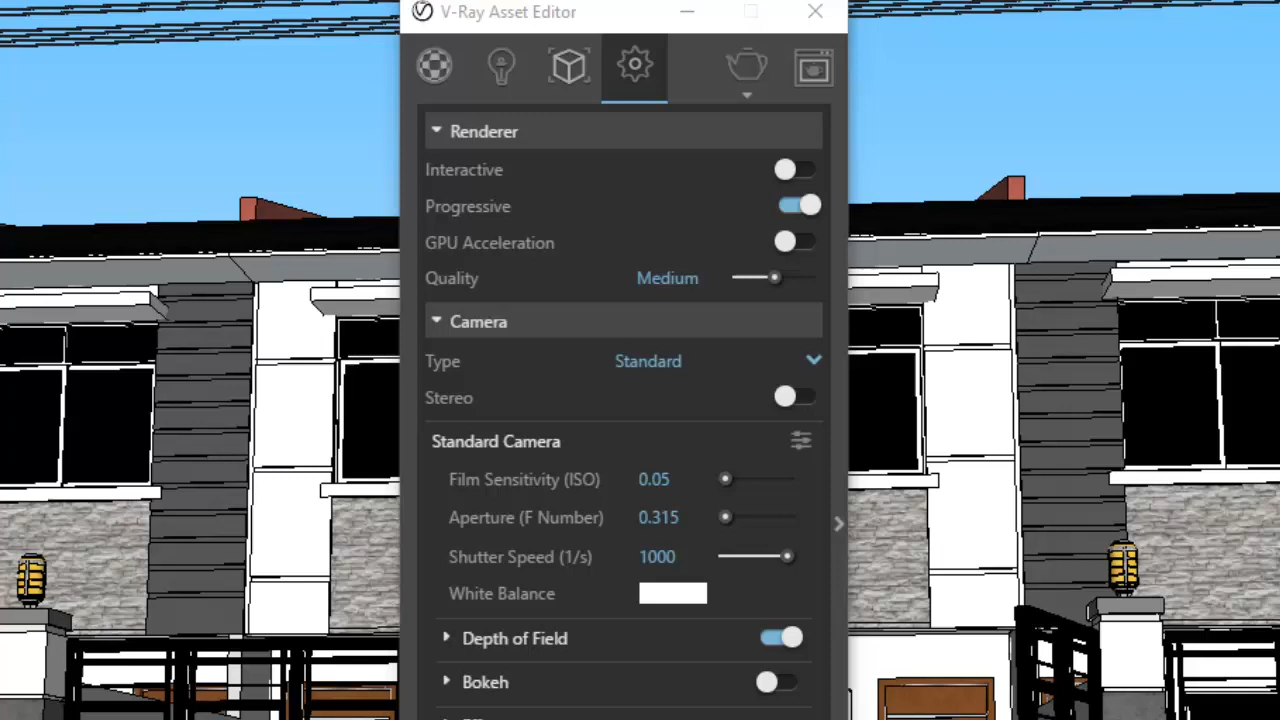 V-Ray Asset Editor
Renderer
Interactive
Progressive
GPU Acceleration
Quality Medium
Camera
Type Standard
Stereo
Standard Camera
Film Sensitivity (ISO) 0.05
Aperture (F Number) 0.315
Shutter Speed (1/s) 1000
White Balance
Depth of Field
Bokeh